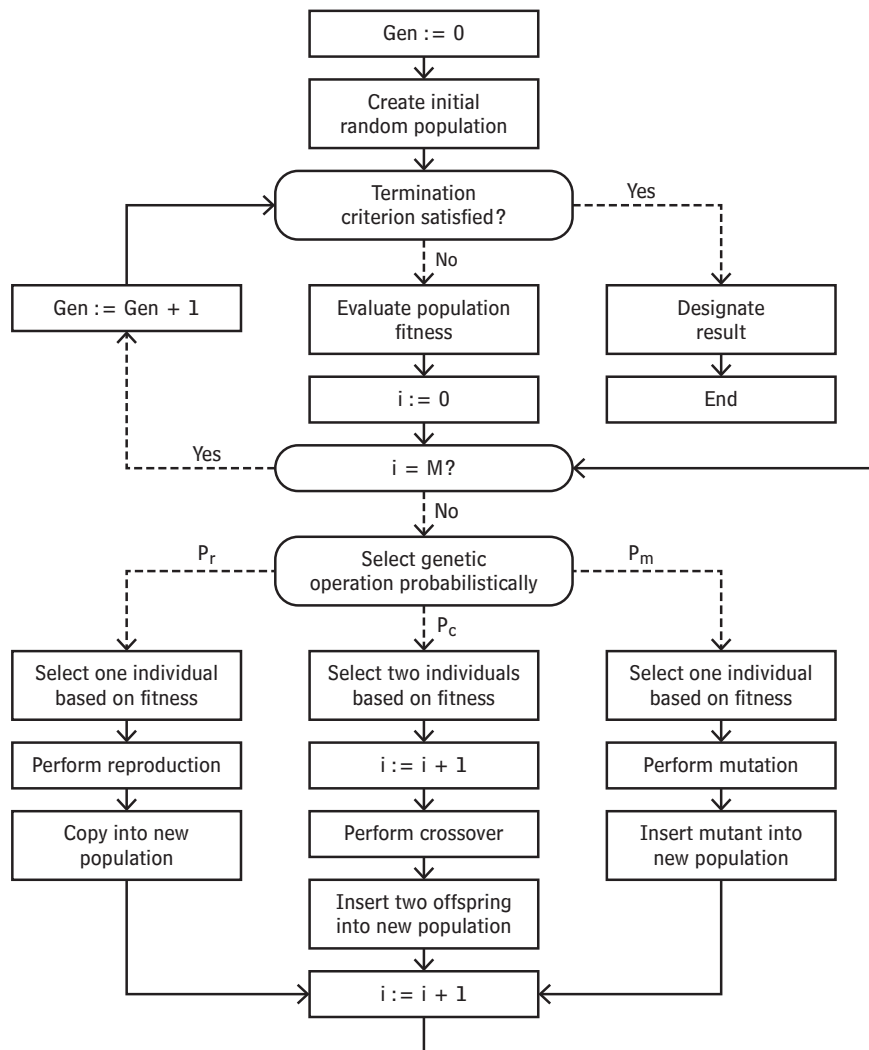 Gen := 0
Create initial
random population
Termination
criterion satisfied?
Yes
No
Gen := Gen + 1
Evaluate population
fitness
Designate
result
i := 0
End
Yes
i = M?
No
Select genetic
operation probabilistically
Pr
Pm
Pc
Select one individual
based on fitness
Select two individuals
based on fitness
Select one individual
based on fitness
Perform reproduction
i := i + 1
Perform mutation
Copy into new
population
Perform crossover
Insert mutant into
new population
Insert two offspring
into new population
i := i + 1